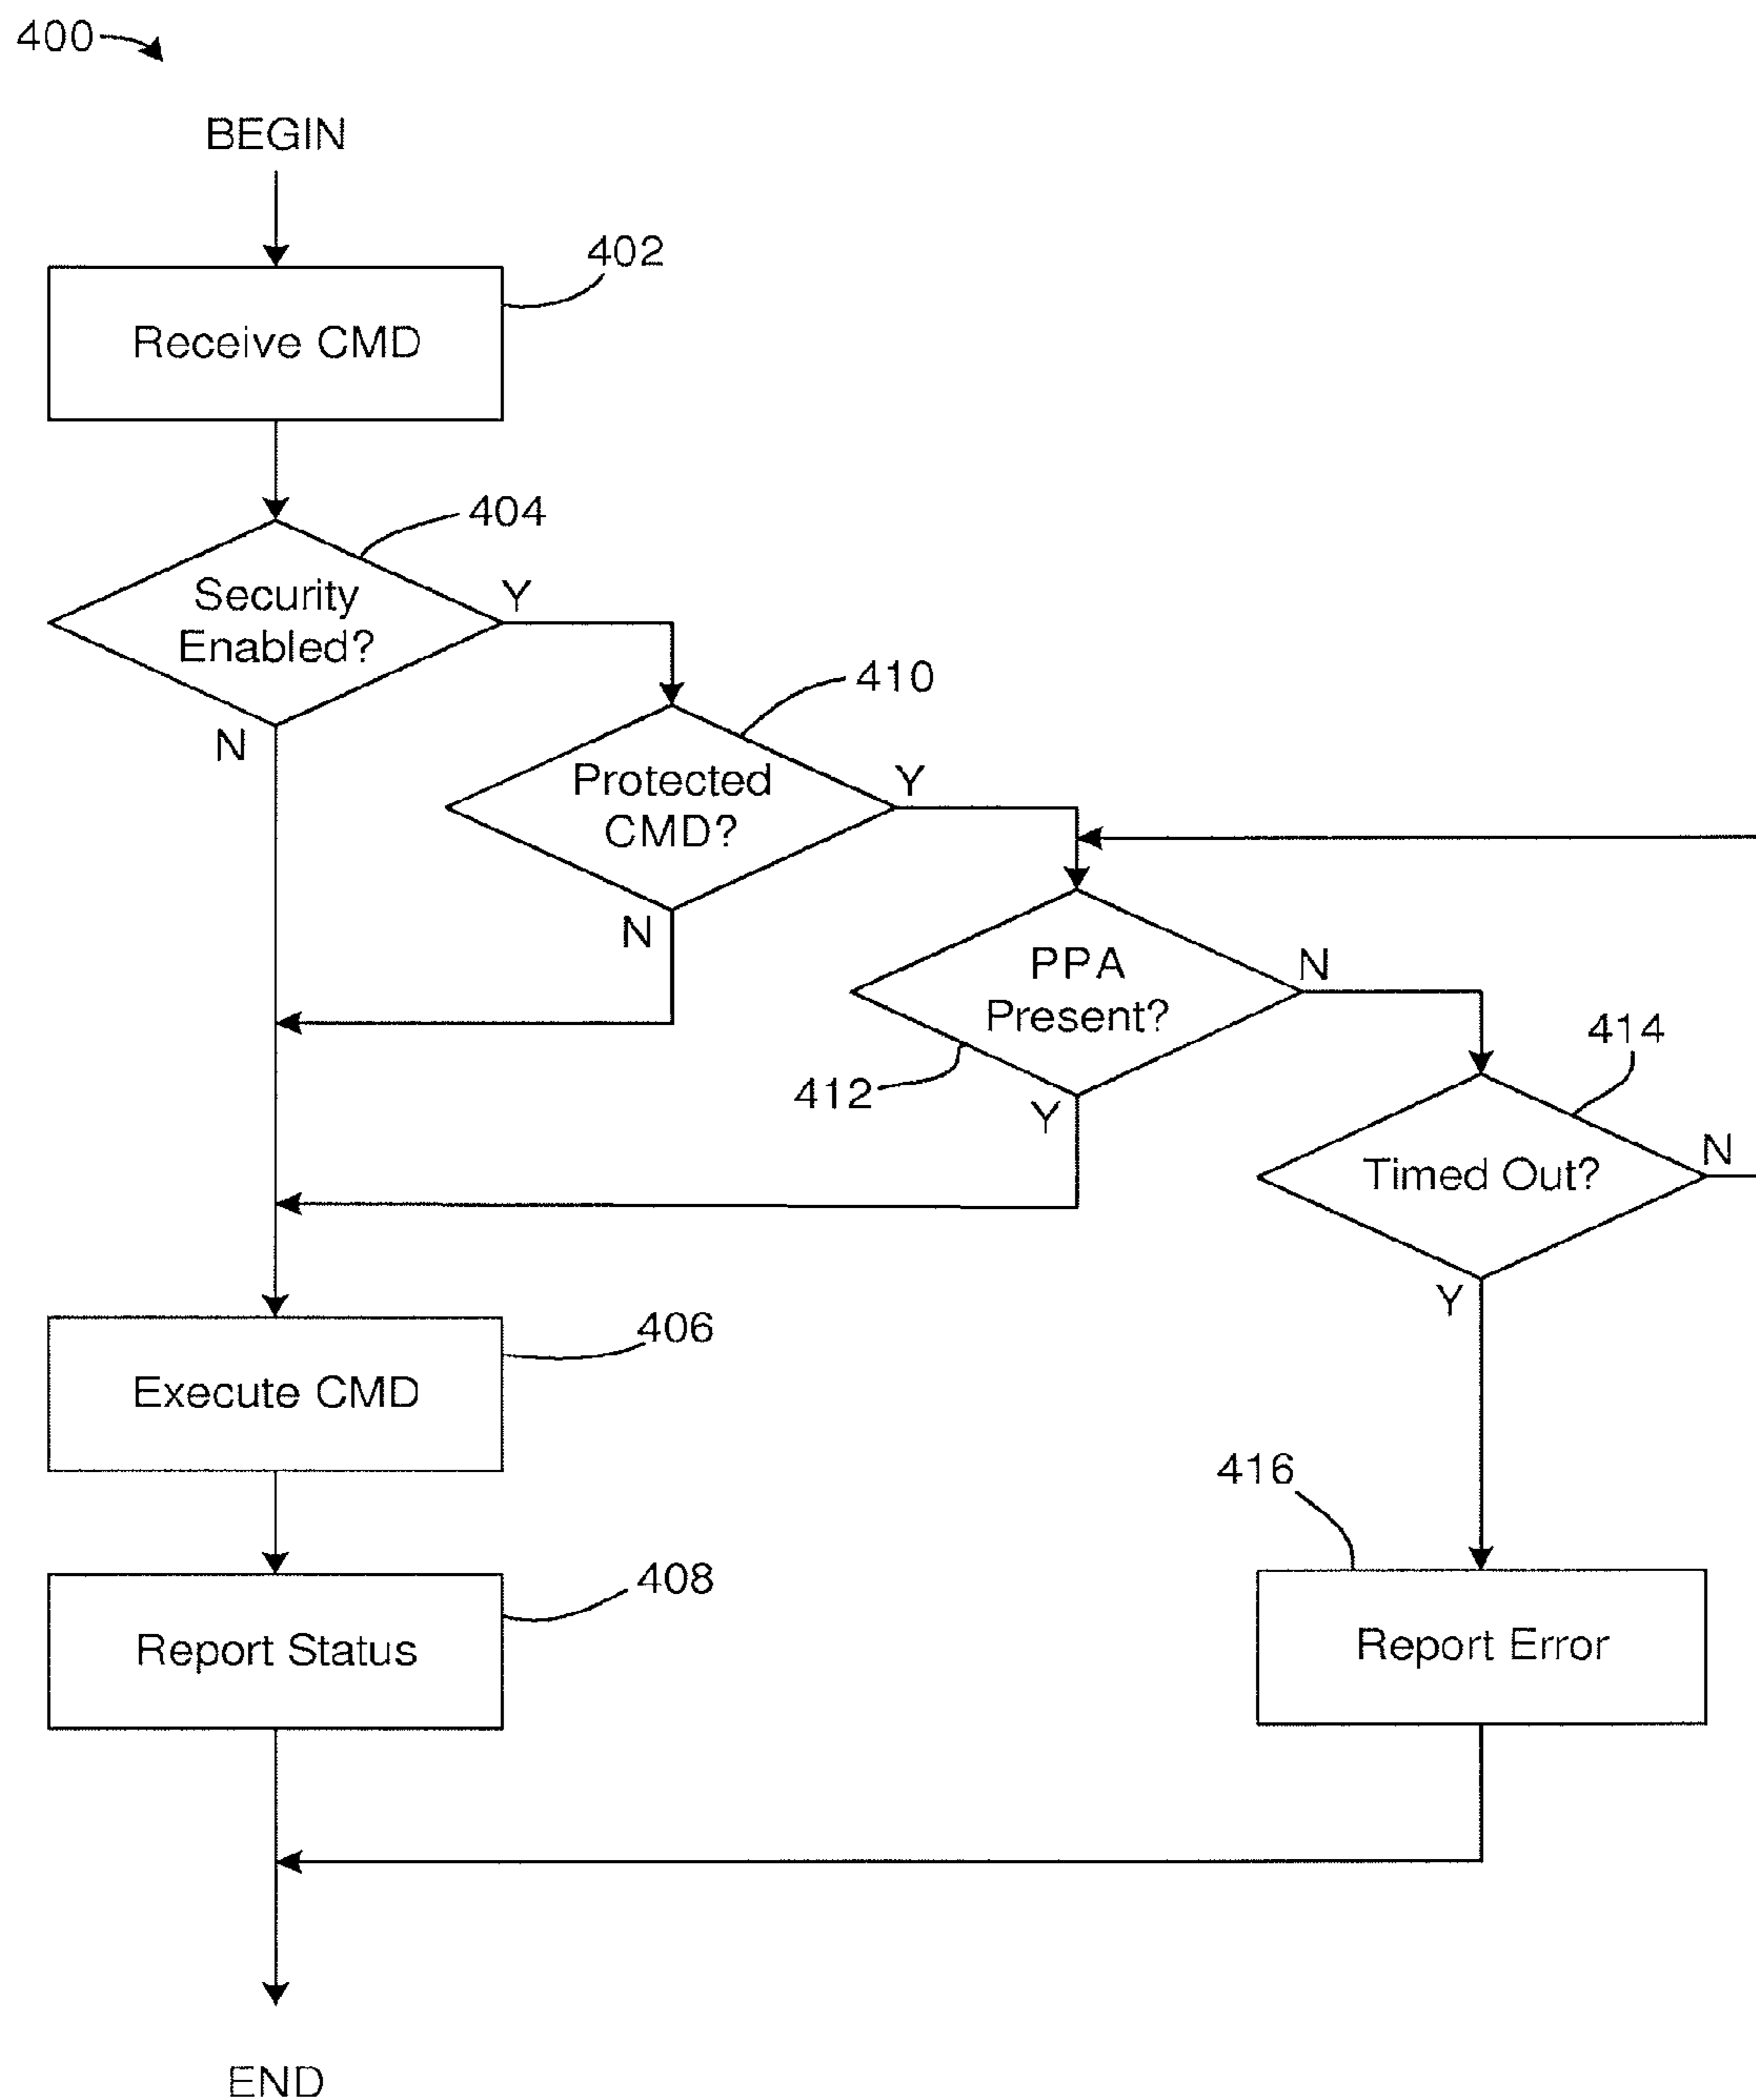 400
BEGIN
402
Receive CMD
404
Security
Enabled?
Y
N
410
Protected
CMD?
Y
N
PPA
Present?
N
412
Y
414
Timed Out?
N
Y
406
Execute CMD
416
408
Report Status
Report Error
END